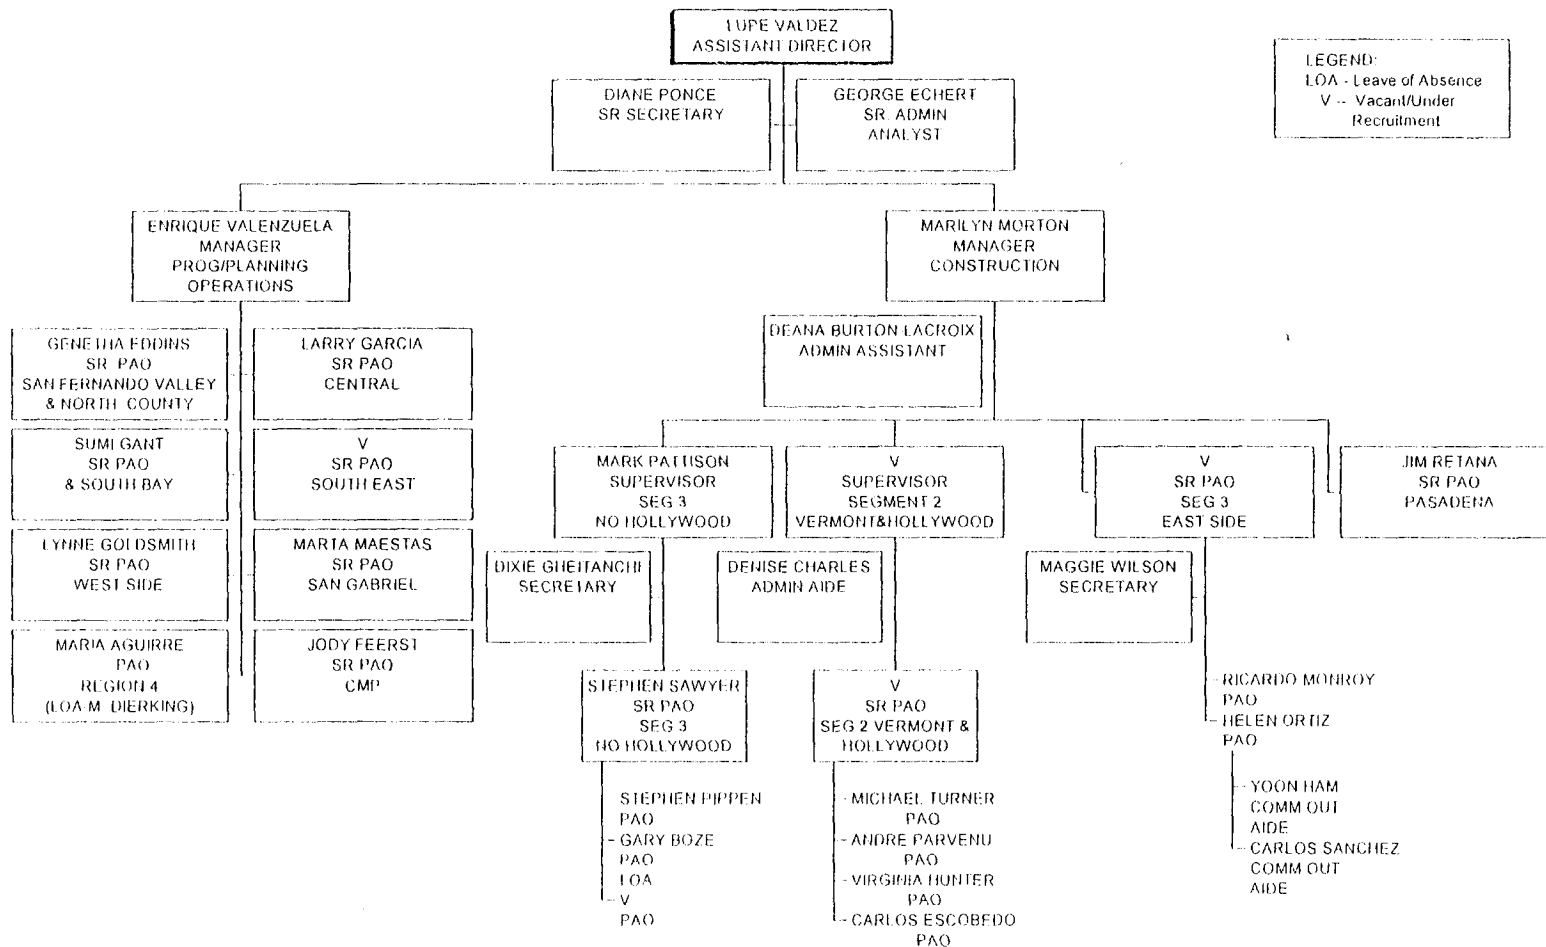 LUPE VALDEZ
ASSISTANT DIRECTOR
LEGEND:
LOA - Leave of Absence
V -- Vacant/Under
Recruitment
DIANE PONCE
SR SECRETARY
GEORGE ECHERT
SR. ADMIN
ANALYST
ENRIQUE VALENZUELA
MANAGER
PROG/PLANNING
OPERATIONS
MARILYN MORTON
MANAGER
CONSTRUCTION
GENETHA EDDINS
SR PAO
SAN FERNANDO VALLEY
& NORTH COUNTY
LARRY GARCIA
SR PAO
CENTRAL
SUMI GANT
SR PAO
& SOUTH BAY
V
SR PAO
SOUTH EAST
LYNNE GOLDSMITH
SR PAO
WEST SIDE
MARTA MAESTAS
SR PAO
SAN GABRIEL
MARIA AGUIRRE
PAO
REGION 4
(LOA-M. DIERKING)
JODY FEERST
SR PAO
CMP
DEANA BURTON LACROIX
ADMIN ASSISTANT
MARK PATTISON
SUPERVISOR
SEG 3
NO HOLLYWOOD
V
SUPERVISOR
SEGMENT 2
VERMONT&HOLLYWOOD
V
SR PAO
SEG 3
EAST SIDE
JIM RETANA
SR PAO
PASADENA
DIXIE GHEITANCHI
SECRETARY
DENISE CHARLES
ADMIN AIDE
MAGGIE WILSON
SECRETARY
STEPHEN SAWYER
SR PAO
SEG 3
NO HOLLYWOOD
V
SR PAO
SEG 2 VERMONT &
HOLLYWOOD
RICARDO MONROY
PAO
HELEN ORTIZ
PAO
STEPHEN PIPPEN
PAO
GARY BOZE
PAO
LOA
V
PAO
MICHAEL TURNER
PAO
ANDRE PARVENU
PAO
VIRGINIA HUNTER
PAO
CARLOS ESCOBEDO
PAO
YOON HAM
COMM OUT
AIDE
CARLOS SANCHEZ
COMM OUT
AIDE